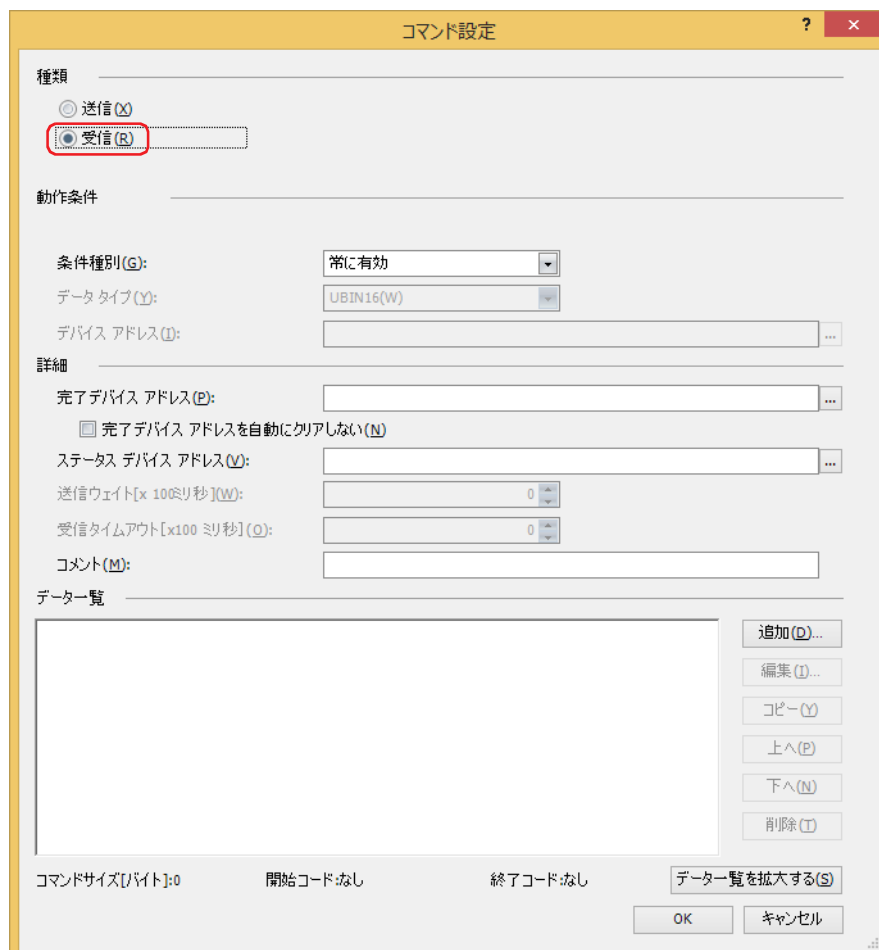 コマンド設定
? ×
種類
送信(X)
受信(R)
動作条件
条件種別(G): 常に有効
データ タイプ(Y): UBIN16(W)
デバイス アドレス(I): ...
詳細
完了デバイス アドレス(P): ...
完了デバイス アドレスを自動にクリアしない(N)
ステータス デバイス アドレス(V): ...
送信ウェイト[x 100ミリ秒](W): 0
受信タイムアウト[x100 ミリ秒](O): 0
コメント(M):
データ一覧
追加(D)...
編集(I)...
コピー(Y)
上へ(P)
下へ(N)
削除(T)
コマンドサイズ[バイト]:0 開始コード:なし 終了コード:なし データ一覧を拡大する(S)
OK キャンセル